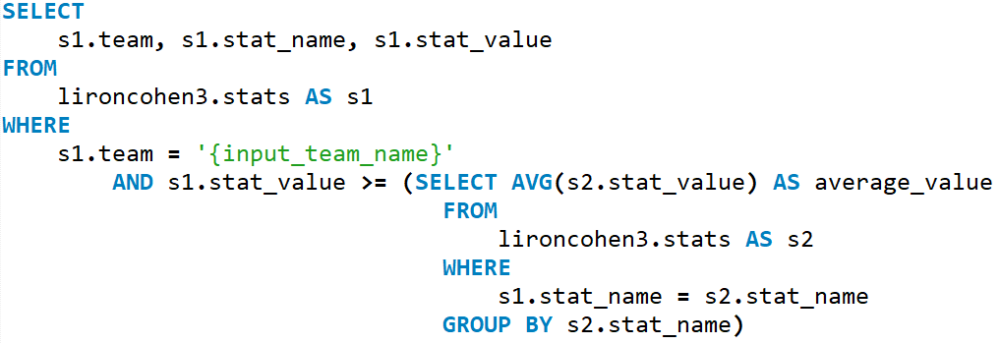 SELECT
s1.team, s1.stat_name, s1.stat_value
FROM
lironcohen3.stats AS s1
WHERE
s1.team = '{input_team_name}'
AND s1.stat_value >= (SELECT AVG(s2.stat_value) AS average_value
FROM
lironcohen3.stats AS s2
WHERE
s1.stat_name = s2.stat_name
GROUP BY s2.stat_name)